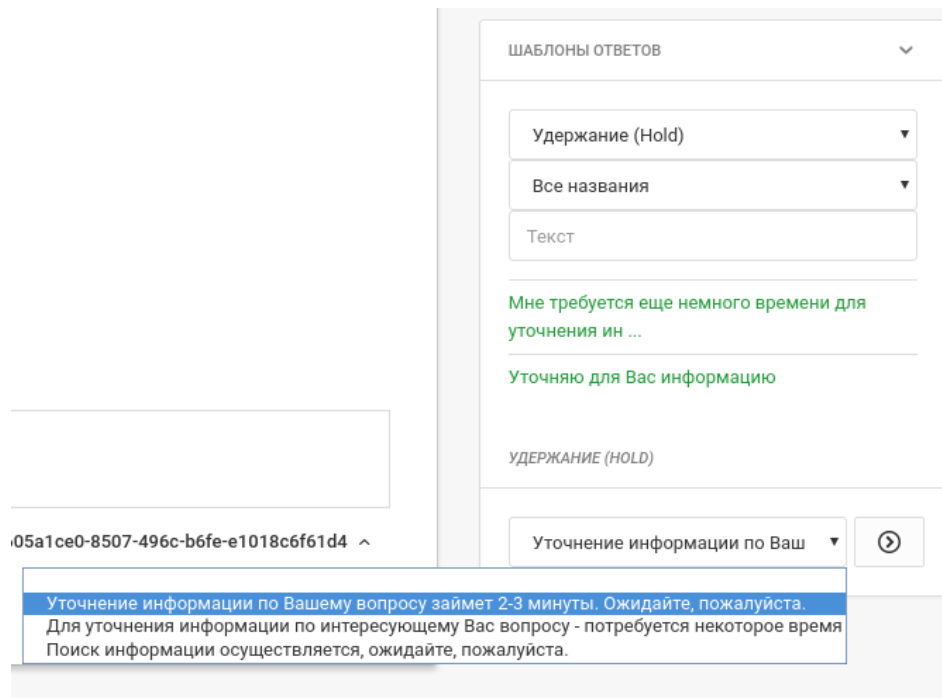 ШАБЛОНЫ ОТВЕТОВ
Удержание (Hold)
Все названия
Текст
Мне требуется еще немного времени для
уточнения ин ...
Уточняю для Вас информацию
УДЕРЖАНИЕ (HOLD)
05a1ce0-8507-496c-b6fe-e1018c6f61d4
Уточнение информации по Ваш
Уточнение информации по Вашему вопросу займет 2-3 минуты. Ожидайте, пожалуйста.
Для уточнения информации по интересующему Вас вопросу - потребуется некоторое время
Поиск информации осуществляется, ожидайте, пожалуйста.